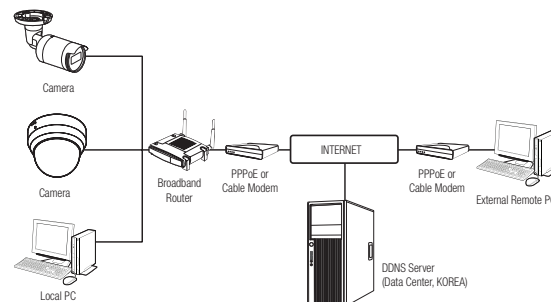 Camera
Camera
Local PC
Broadband
Router
PPPoE or
Cable Modem
INTERNET
PPPoE or
Cable Modem
External Remote PC
DDNS Server
(Data Center, KOREA)